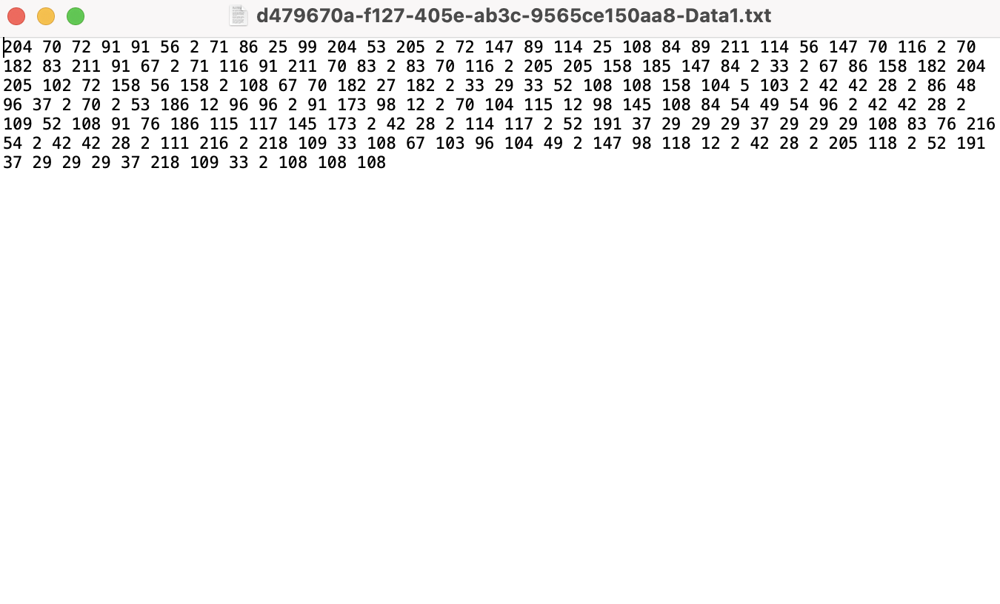 d479670a-f127-405e-ab3c-9565ce150aa8-Data1.txt
204 70 72 91 91 56 2 71 86 25 99 204 53 205 2 72 147 89 114 25 108 84 89 211 114 56 147 70 116 2 70
182 83 211 91 67 2 71 116 91 211 70 83 2 83 70 116 2 205 205 158 185 147 84 2 33 2 67 86 158 182 204
205 102 72 158 56 158 2 108 67 70 182 27 182 2 33 29 33 52 108 108 158 104 5 103 2 42 42 28 2 86 48
96 37 2 70 2 53 186 12 96 96 2 91 173 98 12 2 70 104 115 12 98 145 108 84 54 49 54 96 2 42 42 28 2
109 52 108 91 76 186 115 117 145 173 2 42 28 2 114 117 2 52 191 37 29 29 29 37 29 29 29 108 83 76 216
54 2 42 42 28 2 111 216 2 218 109 33 108 67 103 96 104 49 2 147 98 118 12 2 42 28 2 205 118 2 52 191
37 29 29 29 37 218 109 33 2 108 108 108